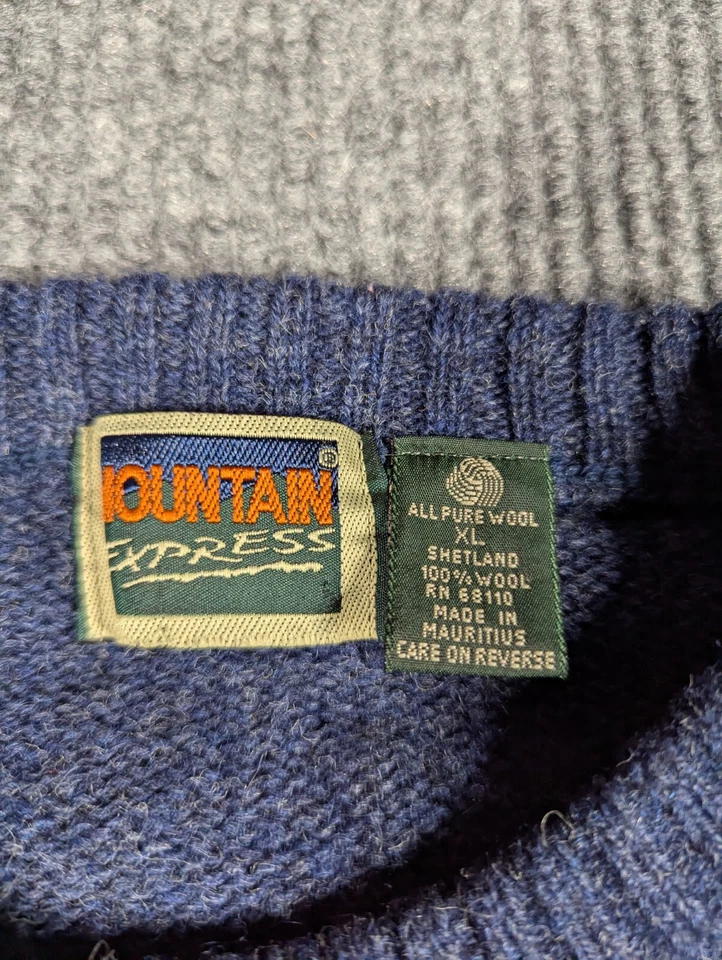 MOUNTAIN®
EXPRESS
ALL PURE WOOL
XL
SHETLAND
100% WOOL
RN 68110
MADE IN
MAURITIUS
CARE ON REVERSE